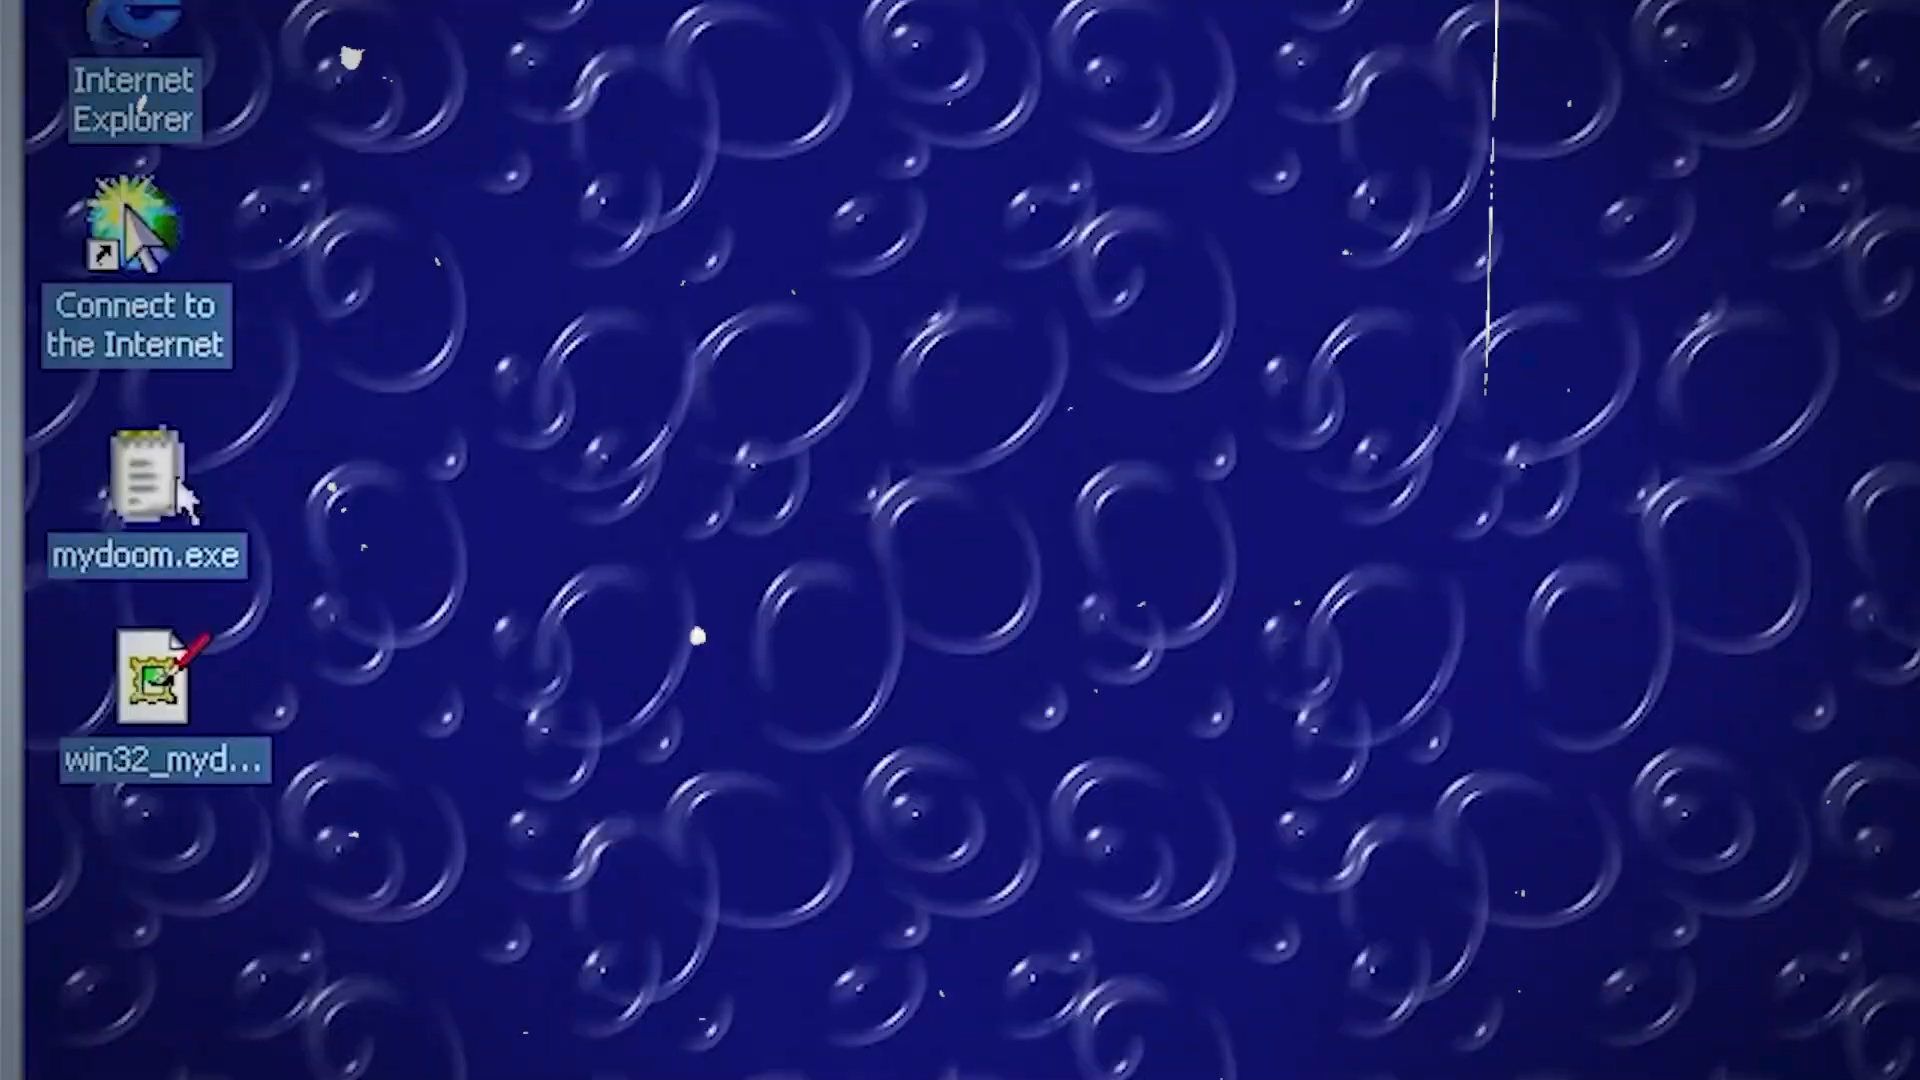 Internet
Explorer
Connect to
the Internet
mydoom.exe
win32_myd...